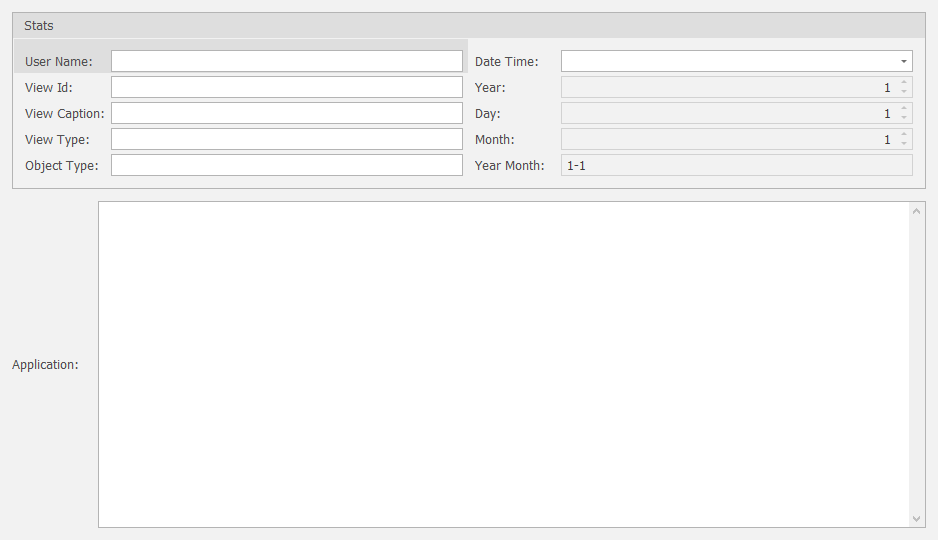 Stats
User Name:
Date Time:
View Id:
Year: 1
View Caption:
Day: 1
View Type:
Month: 1
Object Type:
Year Month: 1-1
Application: